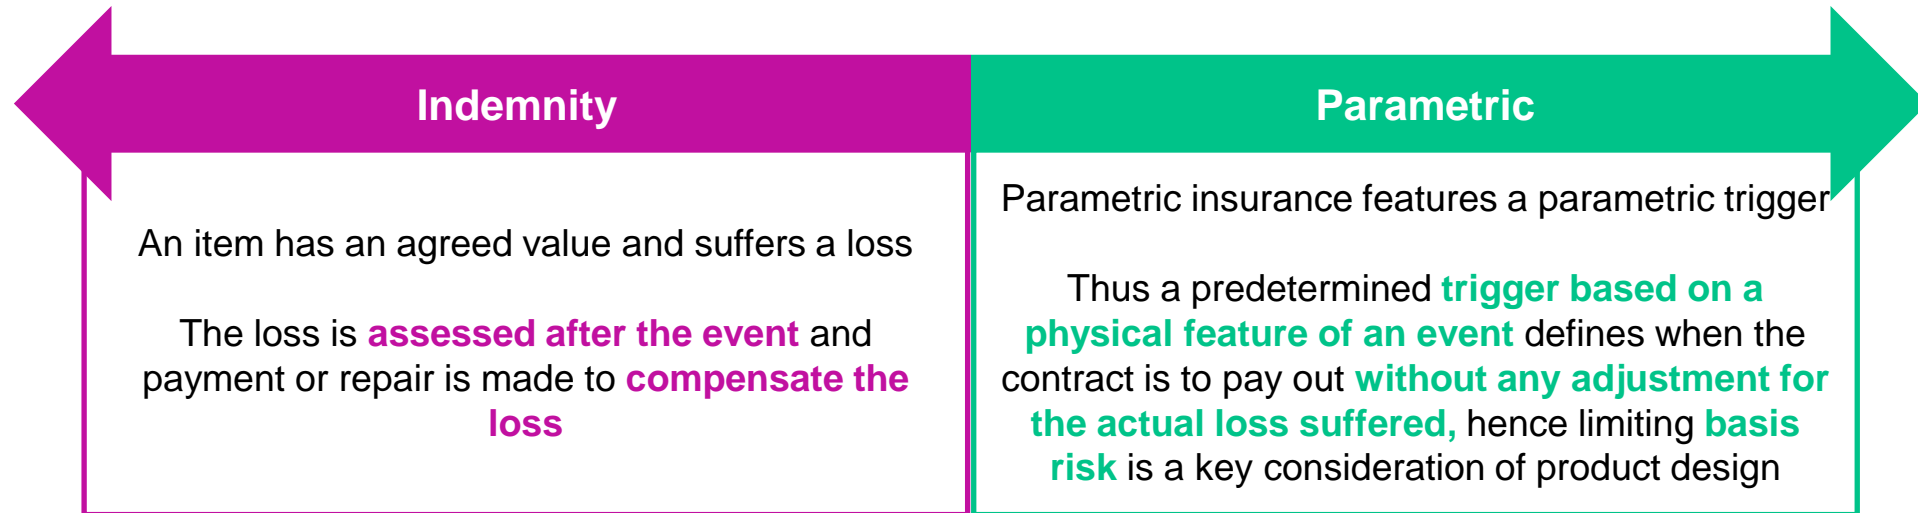 Indemnity
An item has an agreed value and suffers a loss
The loss is assessed after the event and
payment or repair is made to compensate the
loss
Parametric
Parametric insurance features a parametric trigger
Thus a predetermined trigger based on a
physical feature of an event defines when the
contract is to pay out without any adjustment for
the actual loss suffered, hence limiting basis
risk is a key consideration of product design